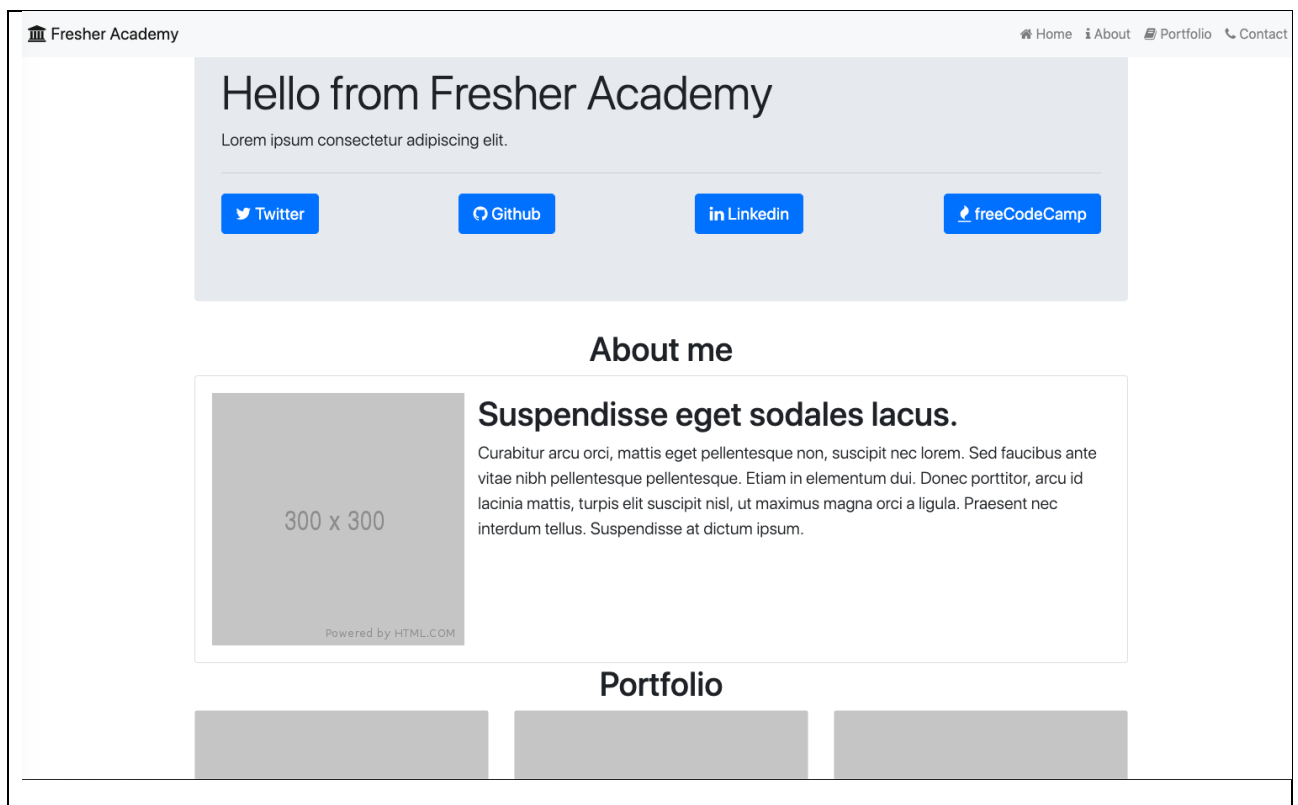 Fresher Academy
Home About Portfolio Contact
Hello from Fresher Academy
Lorem ipsum consectetur adipiscing elit.
Twitter Github Linkedin freeCodeCamp
About me
300 x 300
Powered by HTML.COM
Suspendisse eget sodales lacus.
Curabitur arcu orci, mattis eget pellentesque non, suscipit nec lorem. Sed faucibus ante
vitae nibh pellentesque pellentesque. Etiam in elementum dui. Donec porttitor, arcu id
lacinia mattis, turpis elit suscipit nisl, ut maximus magna orci a ligula. Praesent nec
interdum tellus. Suspendisse at dictum ipsum.
Portfolio